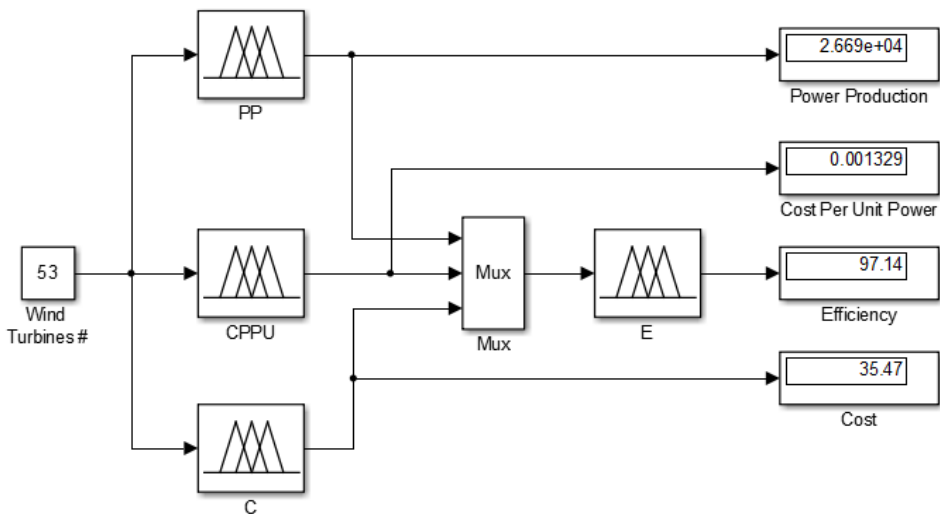 PP
2.669e+04
Power Production
0.001329
Cost Per Unit Power
53
Wind
Turbines #
CPPU
Mux
Mux
E
97.14
Efficiency
35.47
Cost
C